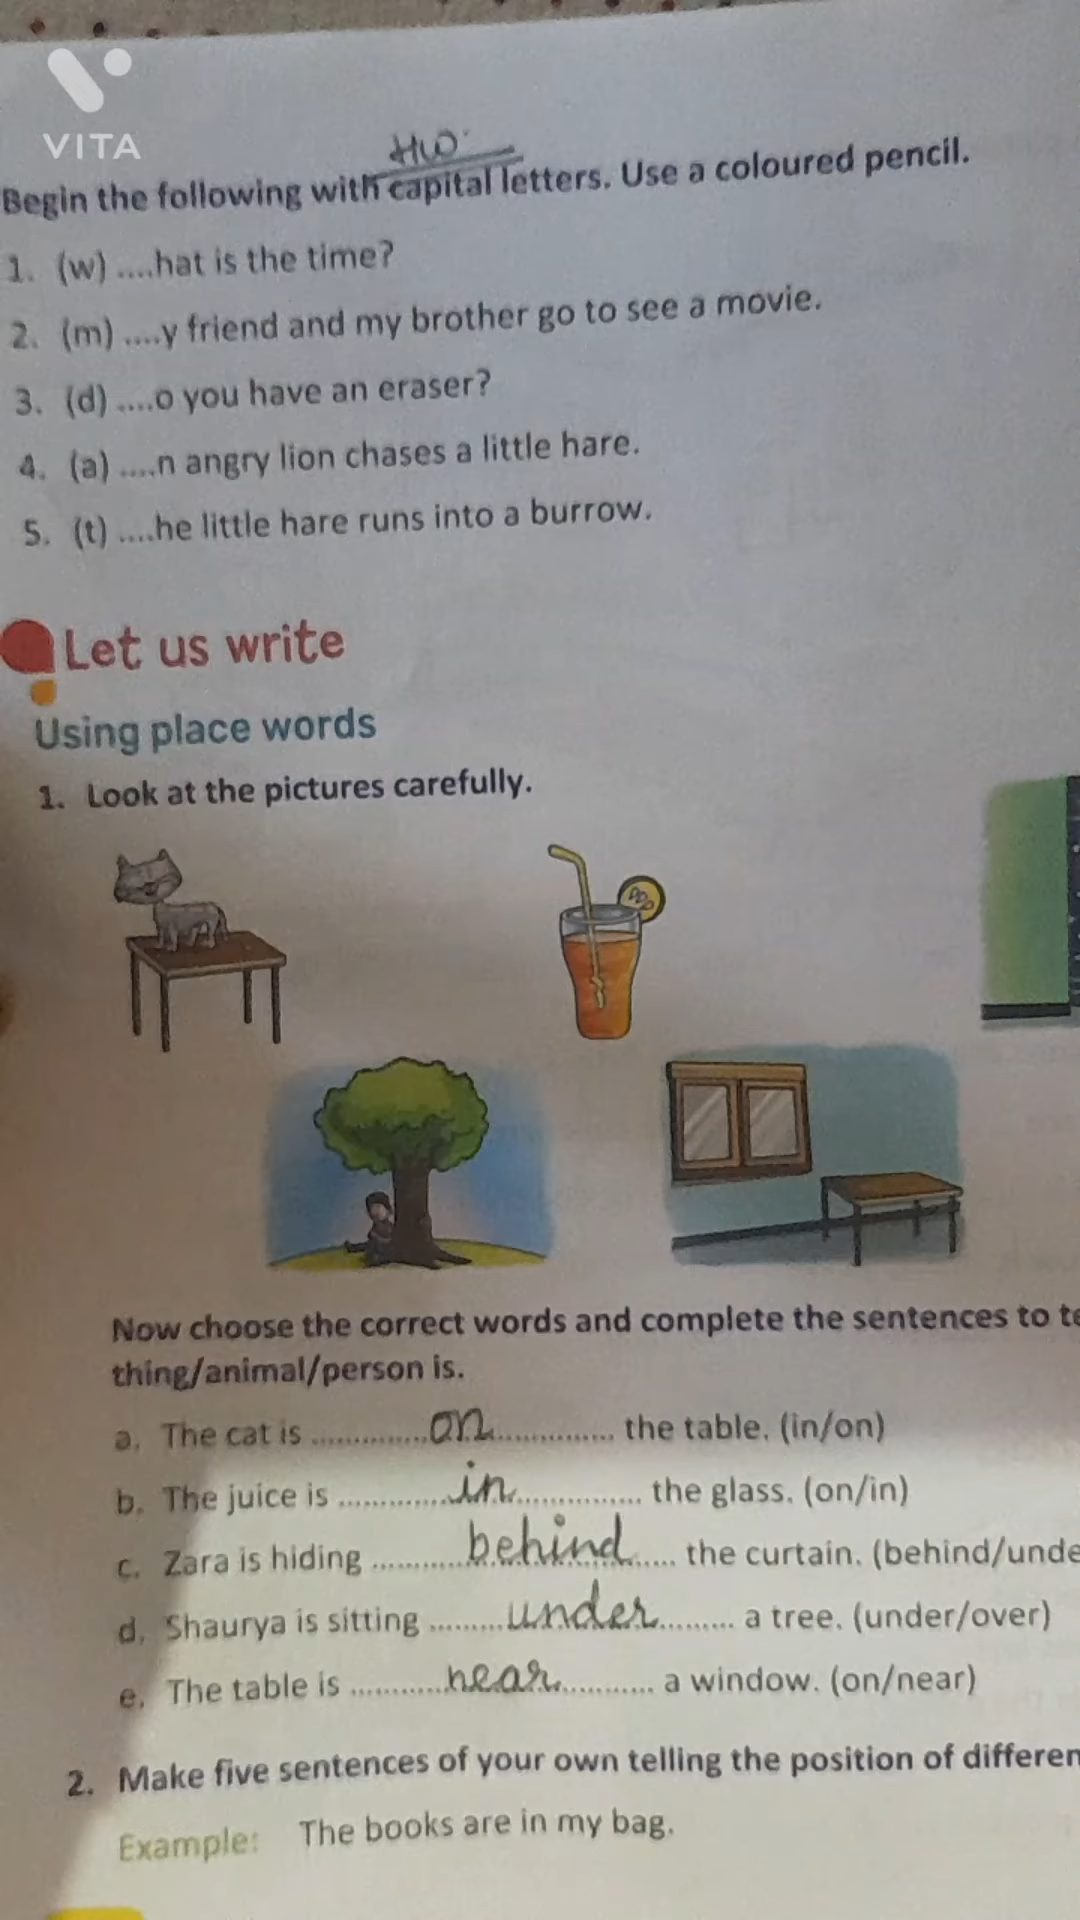 VITA
HW
Begin the following with capital letters. Use a coloured pencil.
1. (w) ....hat is the time?
2. (m) ....y friend and my brother go to see a movie.
3. (d) ....o you have an eraser?
4. (a) ....n angry lion chases a little hare.
5. (t) ....he little hare runs into a burrow.
Let us write
Using place words
1. Look at the pictures carefully.
Now choose the correct words and complete the sentences to te
thing/animal/person is.
a. The cat is ..............on.............. the table. (in/on)
b. The juice is .............in............... the glass. (on/in)
c. Zara is hiding ...........behind...... the curtain. (behind/unde
d. Shaurya is sitting .........under.......... a tree. (under/over)
e. The table is ...........near............ a window. (on/near)
2. Make five sentences of your own telling the position of differen
Example: The books are in my bag.